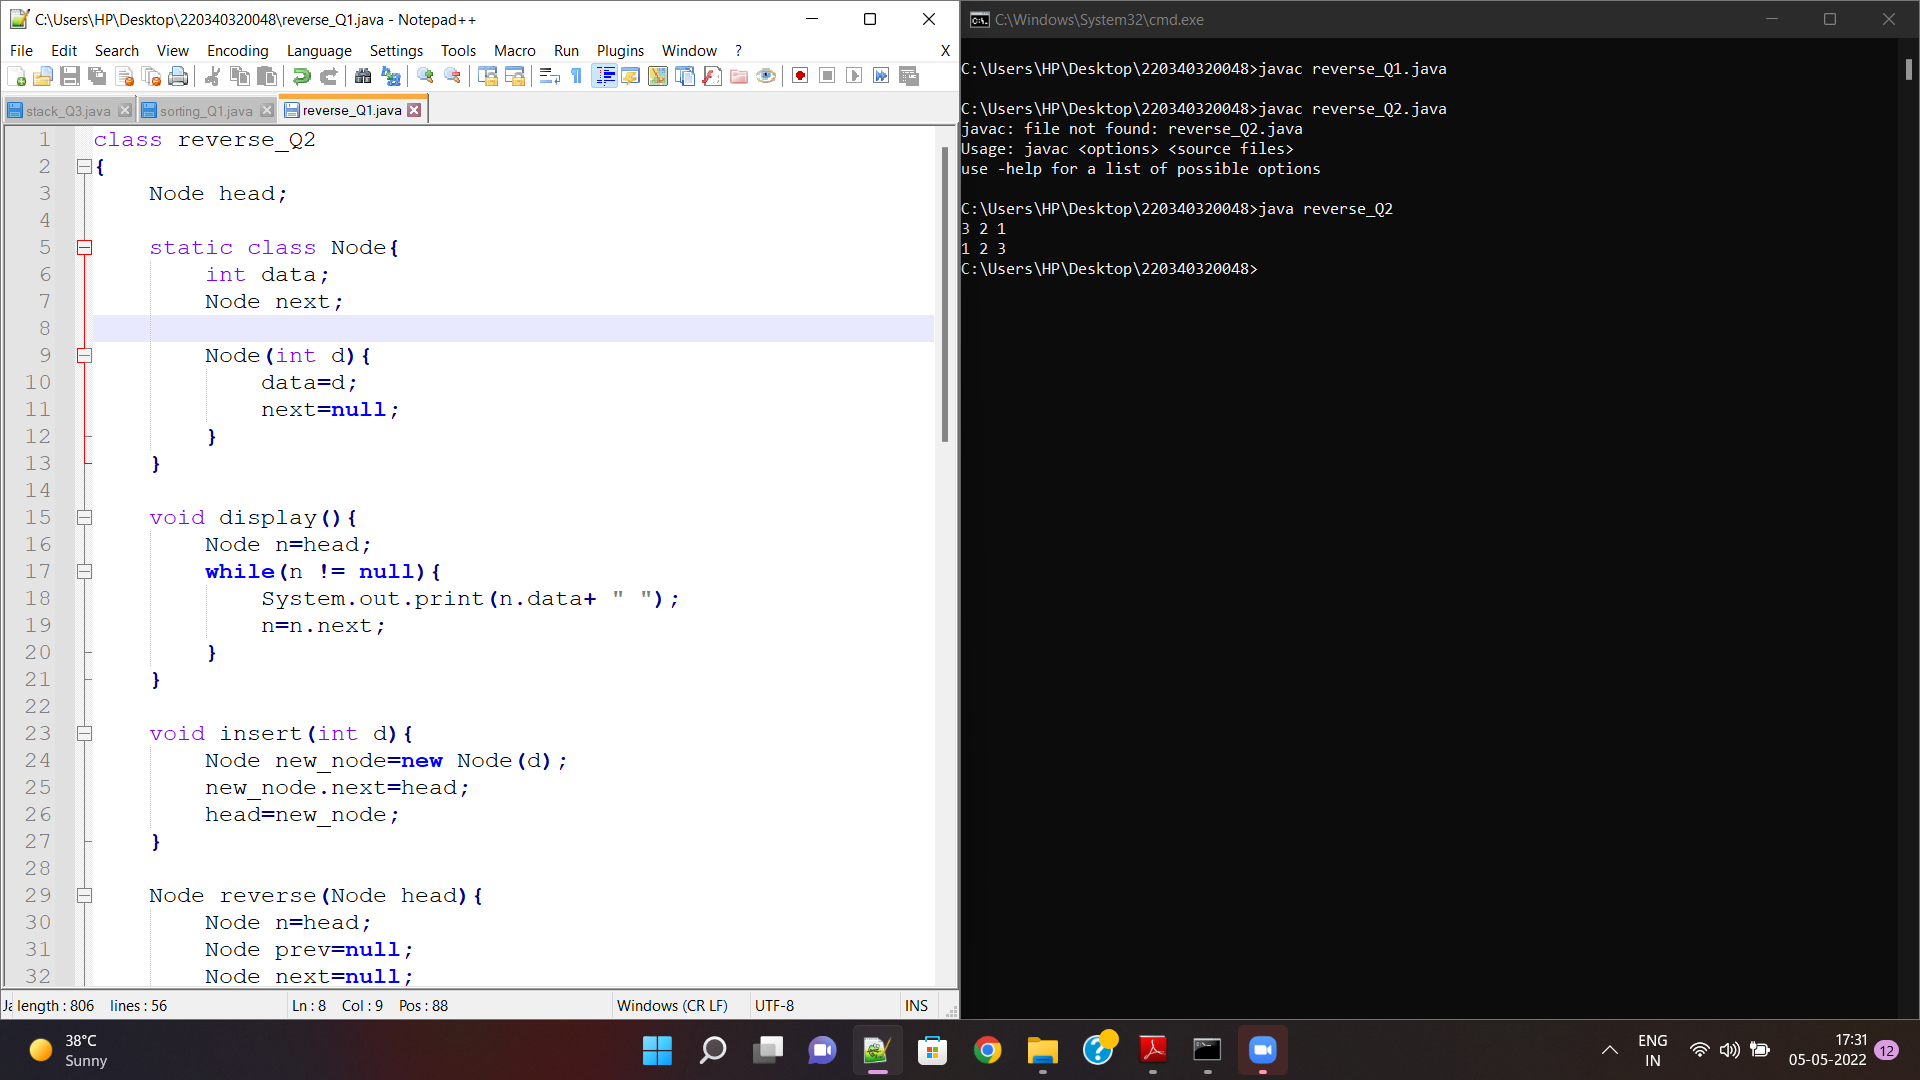 C:\Users\HP\Desktop\220340320048\reverse_Q1.java - Notepad++
File Edit Search View Encoding Language Settings Tools Macro Run Plugins Window ? X
stack_Q3.java sorting_Q1.java reverse_Q1.java
1 class reverse_Q2
2 {
3 Node head;
4
5 static class Node{
6 int data;
7 Node next;
8
9 Node(int d){
10 data=d;
11 next=null;
12 }
13 }
14
15 void display(){
16 Node n=head;
17 while(n != null){
18 System.out.print(n.data+ " ");
19 n=n.next;
20 }
21 }
22
23 void insert(int d){
24 Node new_node=new Node(d);
25 new_node.next=head;
26 head=new_node;
27 }
28
29 Node reverse(Node head){
30 Node n=head;
31 Node prev=null;
32 Node next=null;
length : 806 lines : 56 Ln : 8 Col : 9 Pos : 88 Windows (CR LF) UTF-8 INS
C:\Windows\System32\cmd.exe
C:\Users\HP\Desktop\220340320048>javac reverse_Q1.java
C:\Users\HP\Desktop\220340320048>javac reverse_Q2.java
javac: file not found: reverse_Q2.java
Usage: javac <options> <source files>
use -help for a list of possible options
C:\Users\HP\Desktop\220340320048>java reverse_Q2
3 2 1
1 2 3
C:\Users\HP\Desktop\220340320048>
38°C
Sunny
ENG
IN
17:31
05-05-2022
12